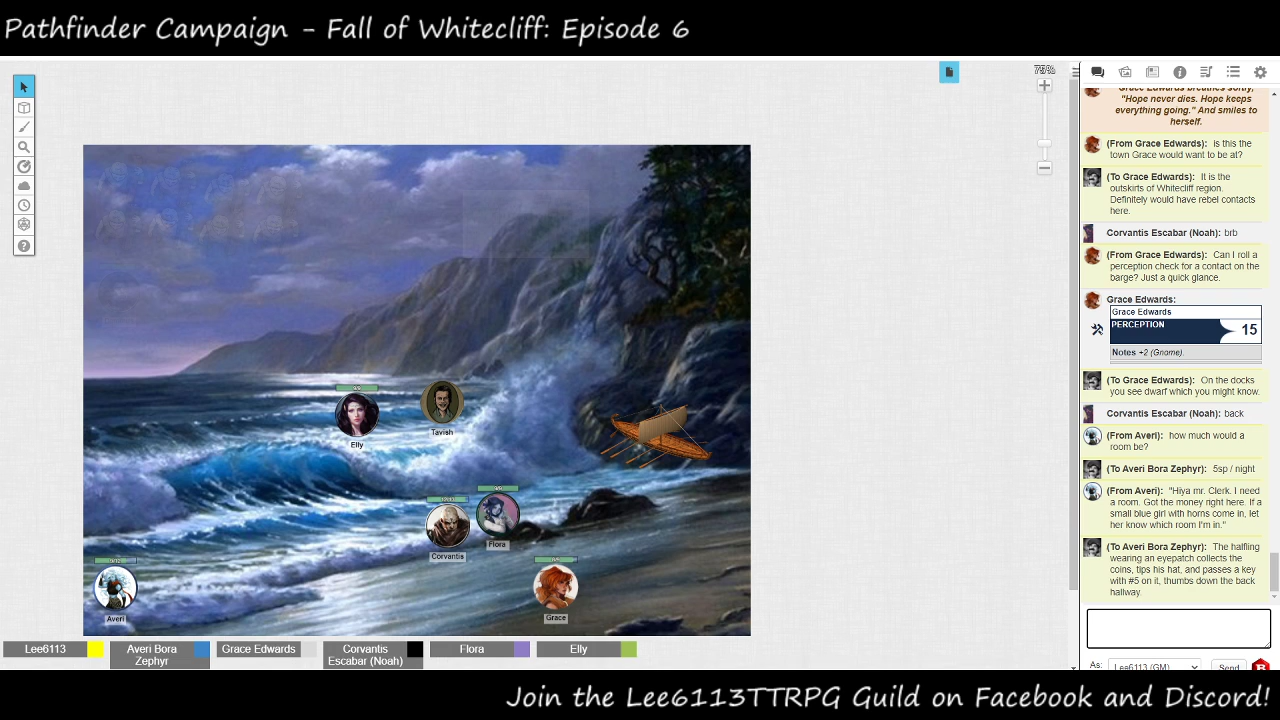 Pathfinder Campaign - Fall of Whitecliff: Episode 6
75%
Grace Edwards breathes softly,
"Hope never dies. Hope keeps
everything going." And smiles to
herself.
(From Grace Edwards): is this the
town Grace would want to be at?
(To Grace Edwards): It is the
outskirts of Whitecliff region.
Definitely would have rebel contacts
here.
Corvantis Escabar (Noah): brb
(From Grace Edwards): Can I roll a
perception check for a contact on the
barge? Just a quick glance.
Grace Edwards:
Grace Edwards
PERCEPTION 15
Notes +2 (Gnome).
(To Grace Edwards): On the docks
you see dwarf which you might know.
Corvantis Escabar (Noah): back
(From Averi): how much would a
room be?
(To Averi Bora Zephyr): 5sp / night
(From Averi): "Hiya mr. Clerk. I need
a room. Got the money right here. If a
small blue girl with horns come in, let
her know which room I'm in."
(To Averi Bora Zephyr): The halfling
wearing an eyepatch collects the
coins, tips his hat, and passes a key
with #5 on it, thumbs down the back
hallway.
Elly
Tavish
Corvantis
Flora
Averi
Grace
Lee6113
Averi Bora
Zephyr
Grace Edwards
Corvantis
Escabar (Noah)
Flora
Elly
As: Lee6113 (GM) Send
Join the Lee6113TTRPG Guild on Facebook and Discord!